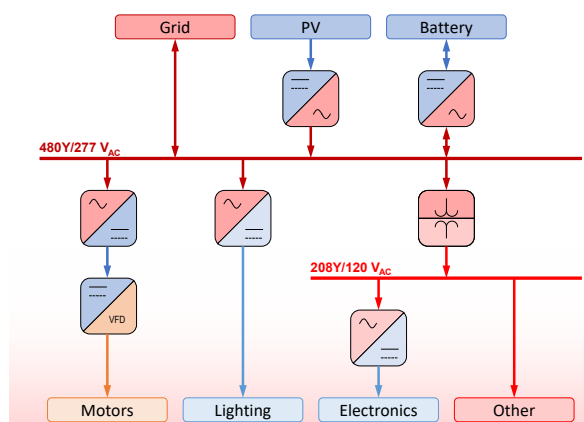 Grid
PV
Battery
480Y/277 VAC
208Y/120 VAC
VFD
Motors
Lighting
Electronics
Other